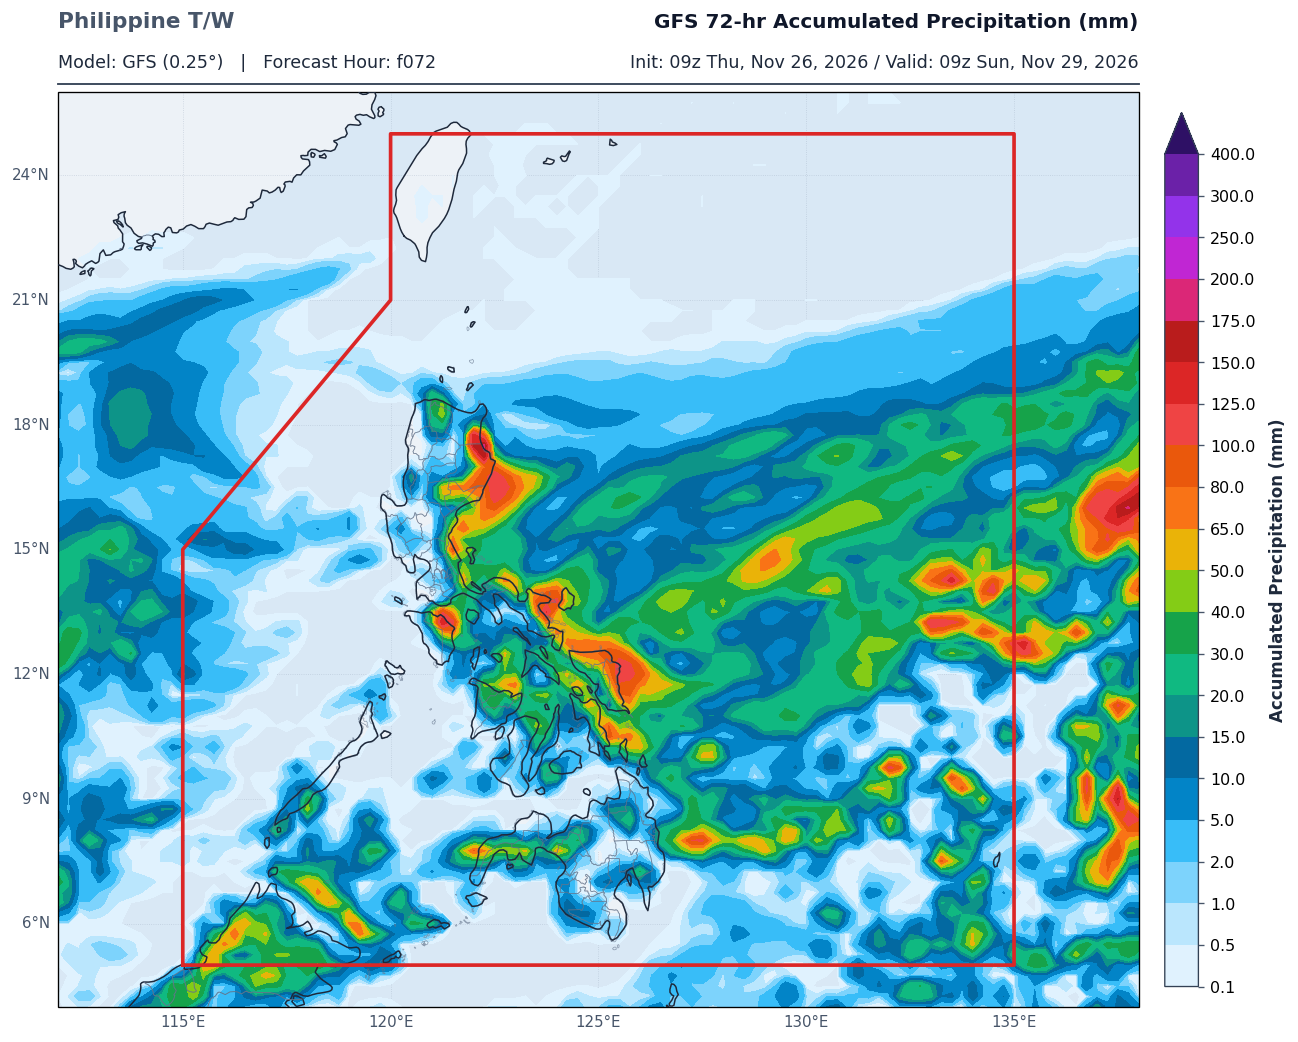 Philippine T/W
GFS 72-hr Accumulated Precipitation (mm)
Model: GFS (0.25°)   |   Forecast Hour: f072
Init: 09z Thu, Nov 26, 2026 / Valid: 09z Sun, Nov 29, 2026
24°N
21°N
18°N
15°N
12°N
9°N
6°N
115°E
120°E
125°E
130°E
135°E
400.0
300.0
250.0
200.0
175.0
150.0
125.0
100.0
80.0
65.0
50.0
40.0
30.0
20.0
15.0
10.0
5.0
2.0
1.0
0.5
0.1
Accumulated Precipitation (mm)